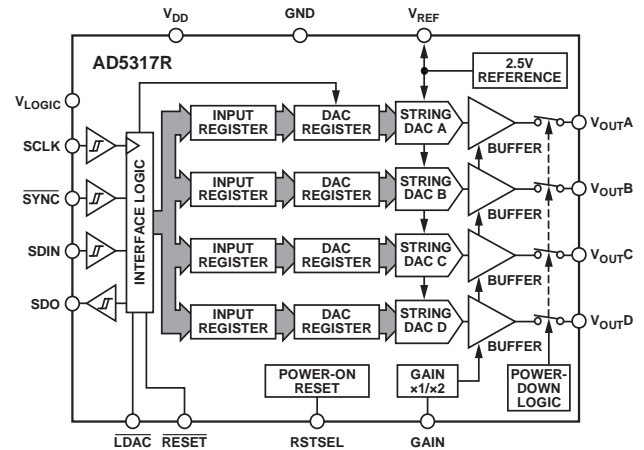 VDD
GND
VREF
AD5317R
2.5V
REFERENCE
VLOGIC
SCLK
SYNC
SDIN
SDO
INTERFACE LOGIC
INPUT
REGISTER
DAC
REGISTER
STRING
DAC A
BUFFER
VOUTA
INPUT
REGISTER
DAC
REGISTER
STRING
DAC B
BUFFER
VOUTB
INPUT
REGISTER
DAC
REGISTER
STRING
DAC C
BUFFER
VOUTC
INPUT
REGISTER
DAC
REGISTER
STRING
DAC D
BUFFER
VOUTD
POWER-ON
RESET
GAIN
×1/×2
POWER-
DOWN
LOGIC
LDAC
RESET
RSTSEL
GAIN